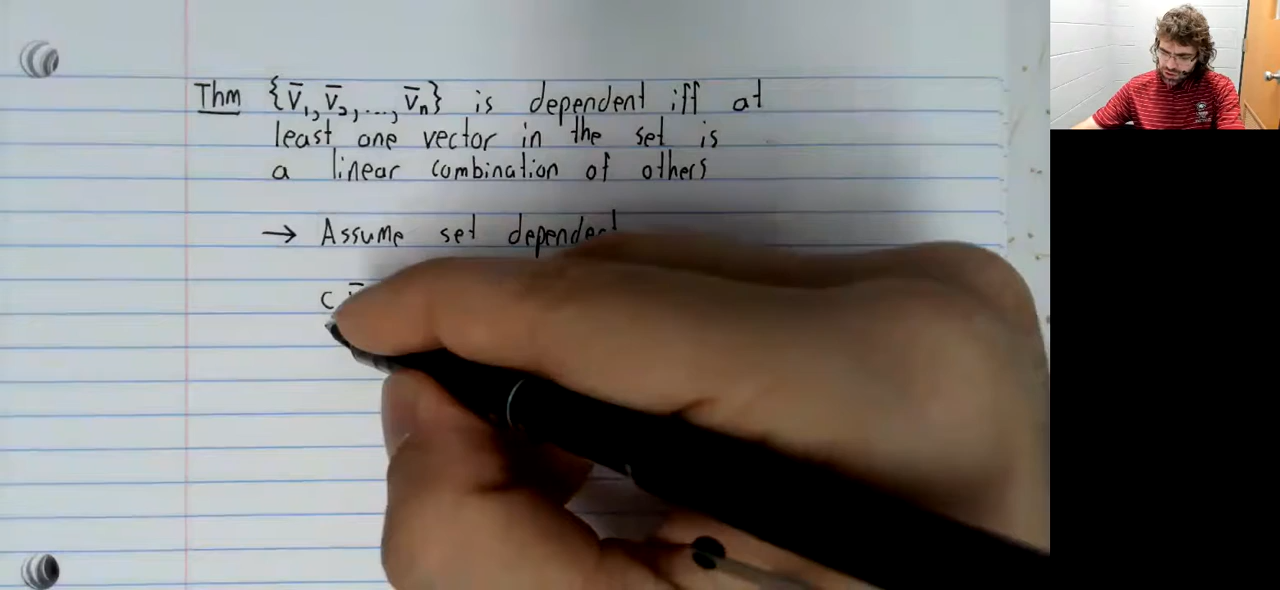 Thm {v̄₁, v̄₂, ..., v̄ₙ} is dependent iff at
least one vector in the set is
a linear combination of others
→ Assume set dependent
c